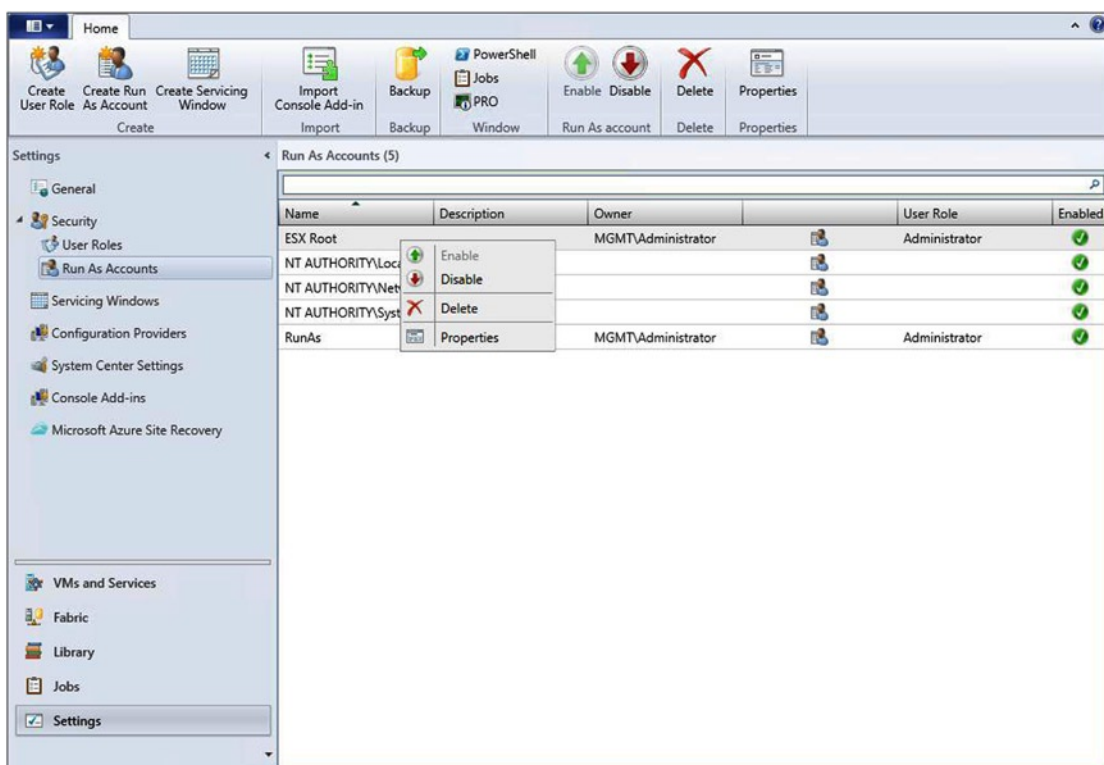 Home
Create User Role
Create Run As Account
Create Servicing Window
Create
Import Console Add-in
Import
Backup
Backup
PowerShell
Jobs
PRO
Window
Enable
Disable
Run As account
Delete
Delete
Properties
Properties
Settings
General
Security
User Roles
Run As Accounts
Servicing Windows
Configuration Providers
System Center Settings
Console Add-ins
Microsoft Azure Site Recovery
VMs and Services
Fabric
Library
Jobs
Settings
Run As Accounts (5)
Name Description Owner User Role Enabled
ESX Root MGMT\Administrator Administrator
NT AUTHORITY\Loca
NT AUTHORITY\Net
NT AUTHORITY\Syst
RunAs MGMT\Administrator Administrator
Enable
Disable
Delete
Properties